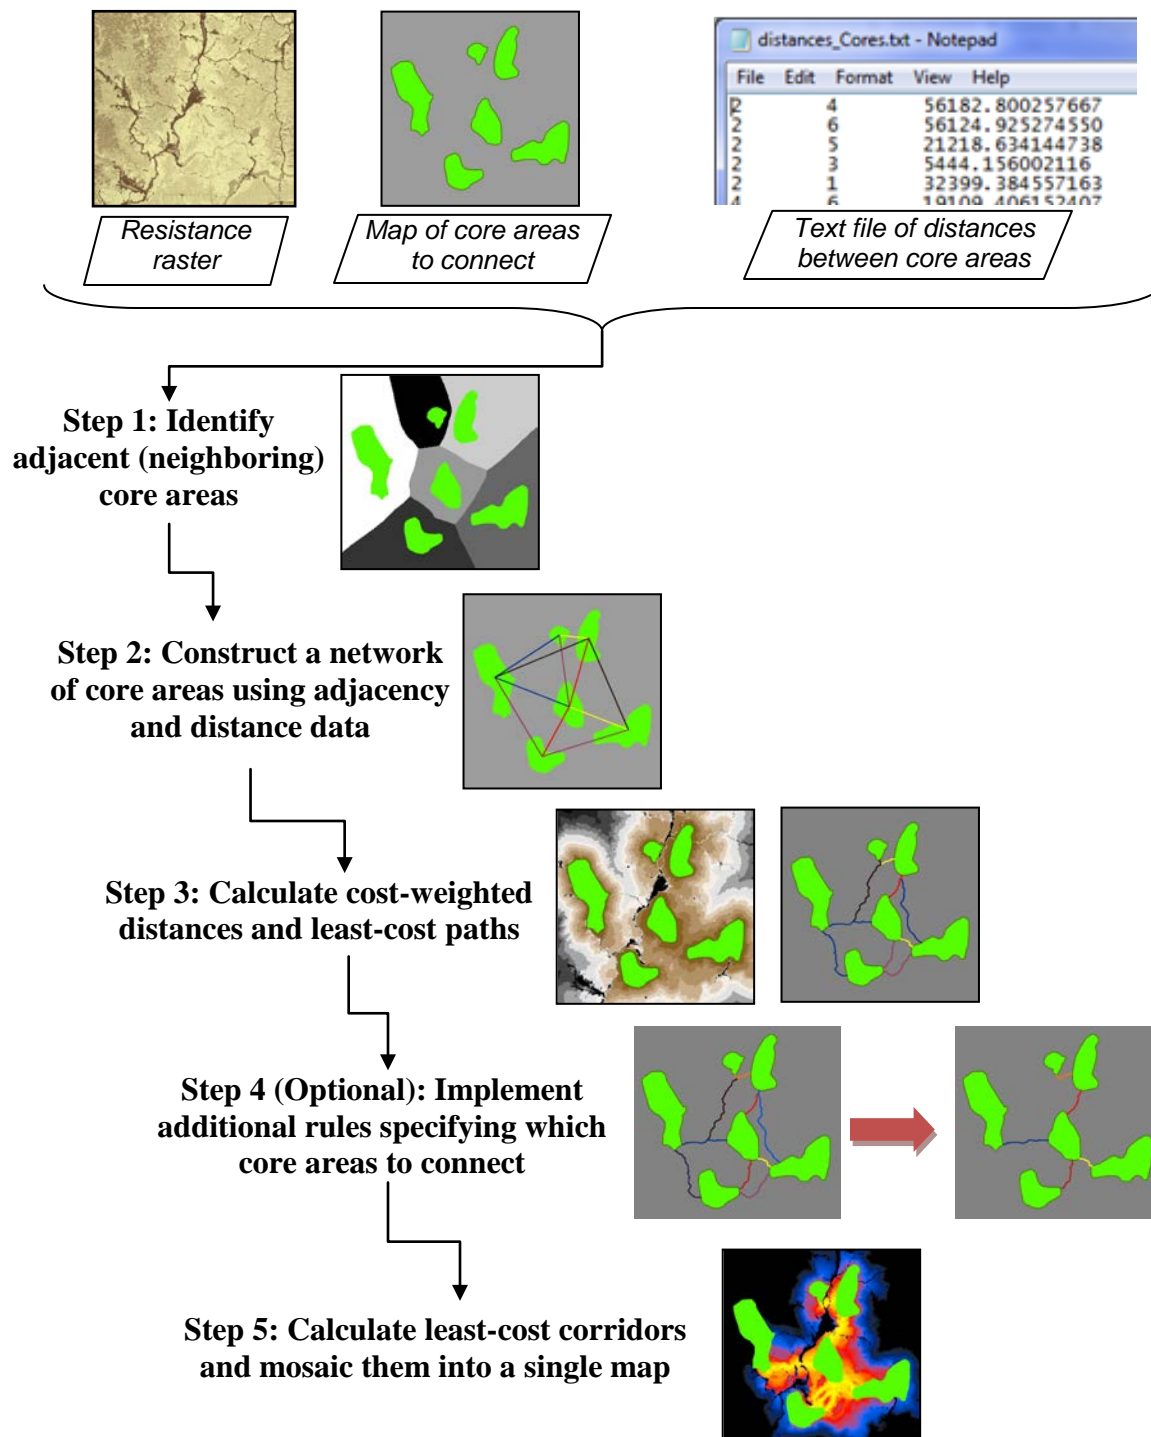 distances_Cores.txt - Notepad
File Edit Format View Help
2 4 56182.800257667
2 6 56124.925274550
2 5 21218.634144738
2 3 5444.156002116
2 1 32399.384557163
4 6 19109.406152407
Resistance
raster
Map of core areas
to connect
Text file of distances
between core areas
Step 1: Identify
adjacent (neighboring)
core areas
Step 2: Construct a network
of core areas using adjacency
and distance data
Step 3: Calculate cost-weighted
distances and least-cost paths
Step 4 (Optional): Implement
additional rules specifying which
core areas to connect
Step 5: Calculate least-cost corridors
and mosaic them into a single map